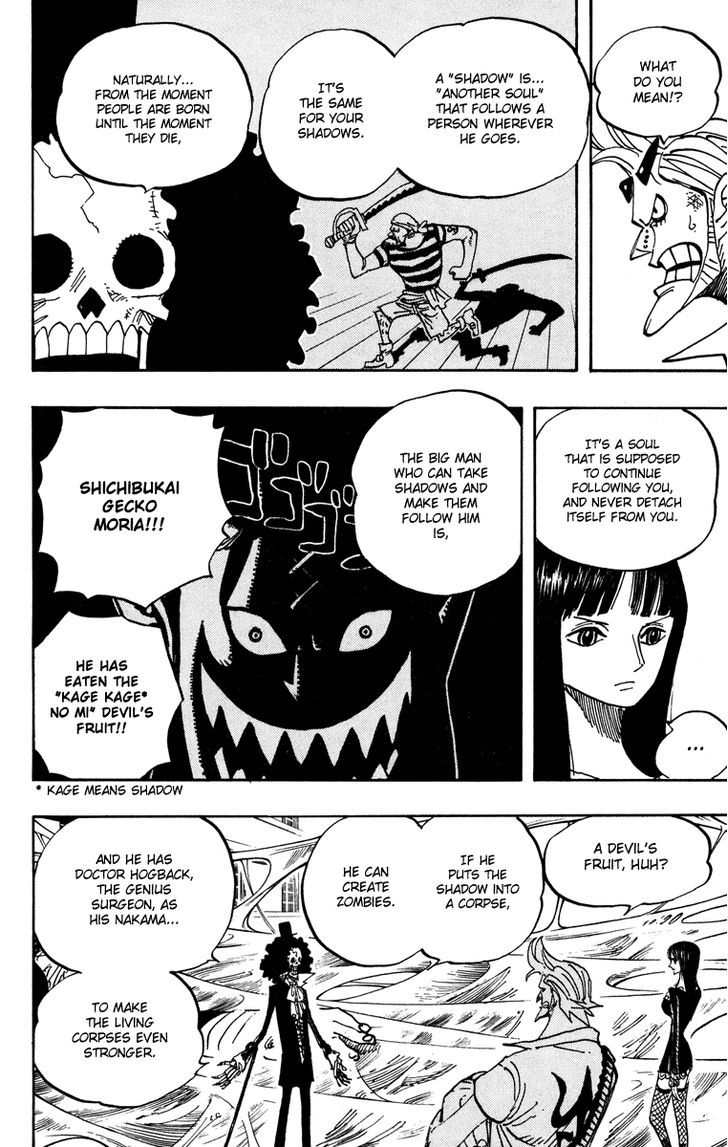 WHAT
DO YOU
MEAN!?
A "SHADOW" IS...
"ANOTHER SOUL"
THAT FOLLOWS A
PERSON WHEREVER
HE GOES.
IT'S
THE SAME
FOR YOUR
SHADOWS.
NATURALLY...
FROM THE MOMENT
PEOPLE ARE BORN
UNTIL THE MOMENT
THEY DIE,
IT'S A SOUL
THAT IS SUPPOSED
TO CONTINUE
FOLLOWING YOU,
AND NEVER DETACH
ITSELF FROM YOU.
...
THE BIG MAN
WHO CAN TAKE
SHADOWS AND
MAKE THEM
FOLLOW HIM
IS,
ゴゴゴゴ
SHICHIBUKAI
GECKO
MORIA!!!
HE HAS
EATEN THE
"KAGE KAGE*
NO MI" DEVIL'S
FRUIT!!
* KAGE MEANS SHADOW
A DEVIL'S
FRUIT, HUH?
IF HE
PUTS THE
SHADOW INTO
A CORPSE,
HE CAN
CREATE
ZOMBIES.
AND HE HAS
DOCTOR HOGBACK,
THE GENIUS
SURGEON, AS
HIS NAKAMA...
TO MAKE
THE LIVING
CORPSES EVEN
STRONGER.